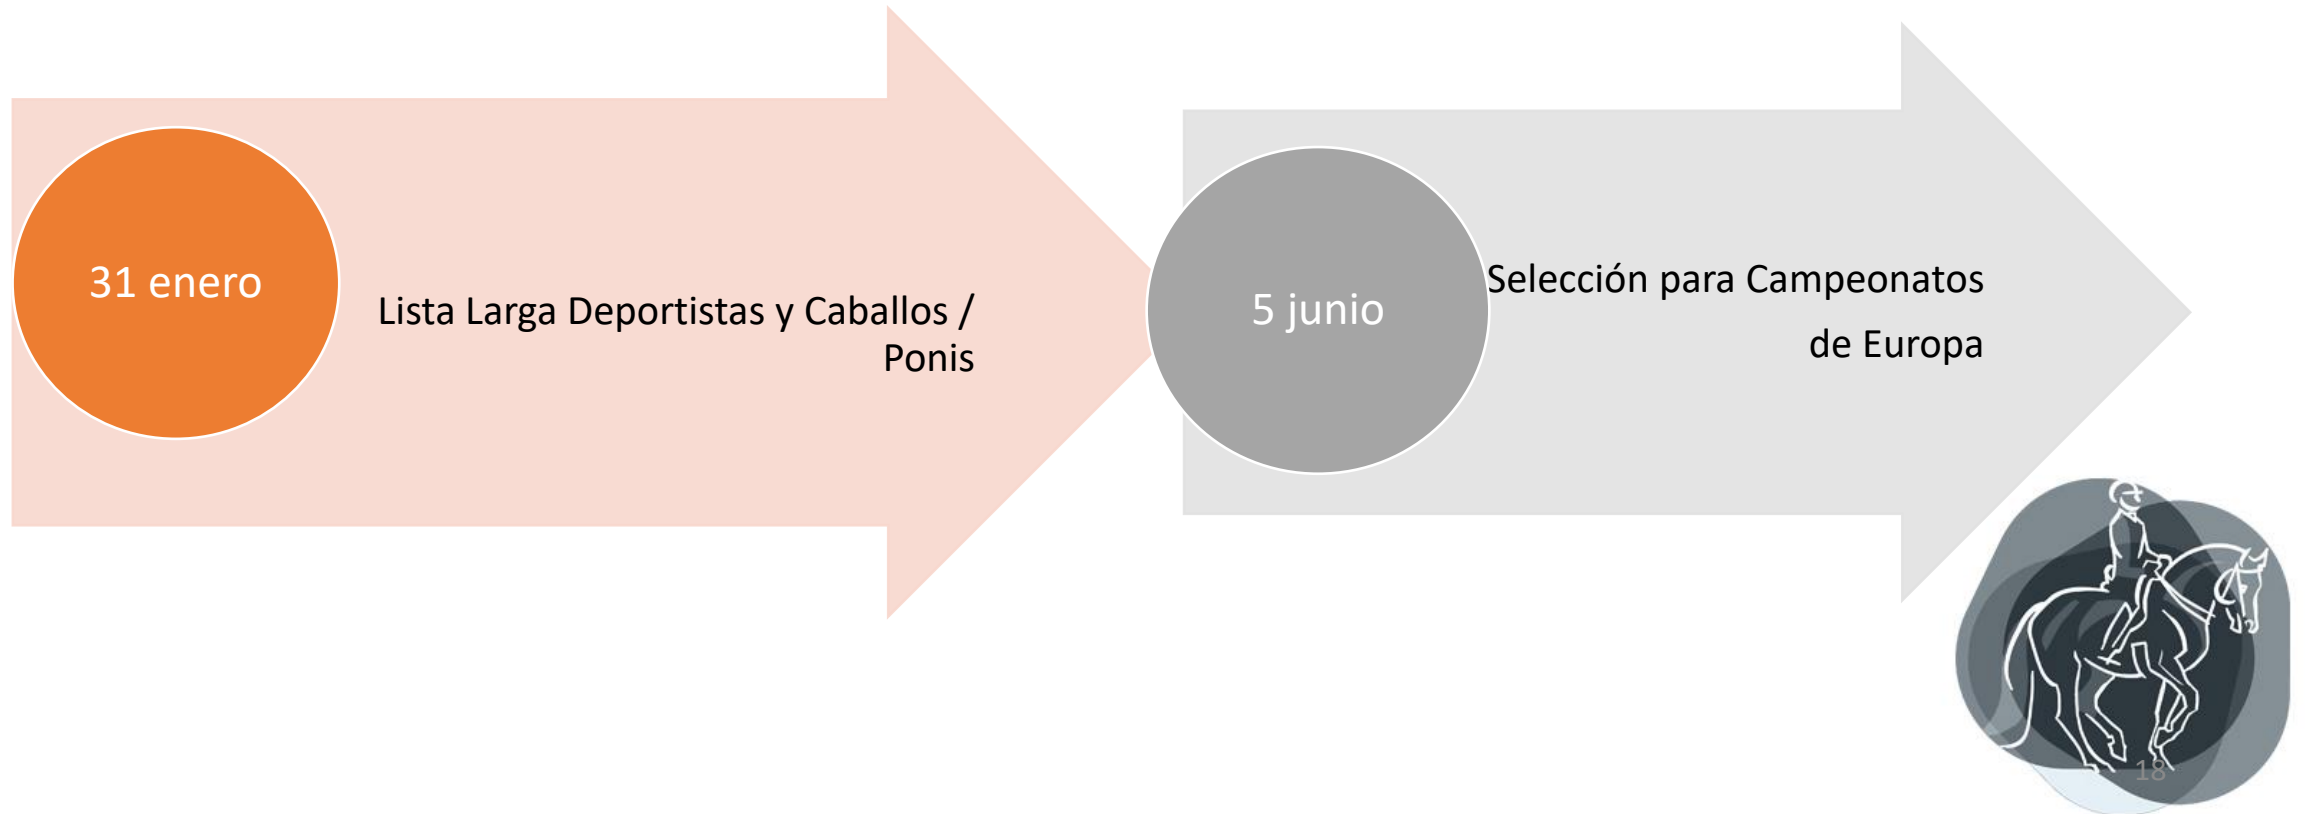 31 enero
Lista Larga Deportistas y Caballos /
Ponis
5 junio
Selección para Campeonatos
de Europa
18